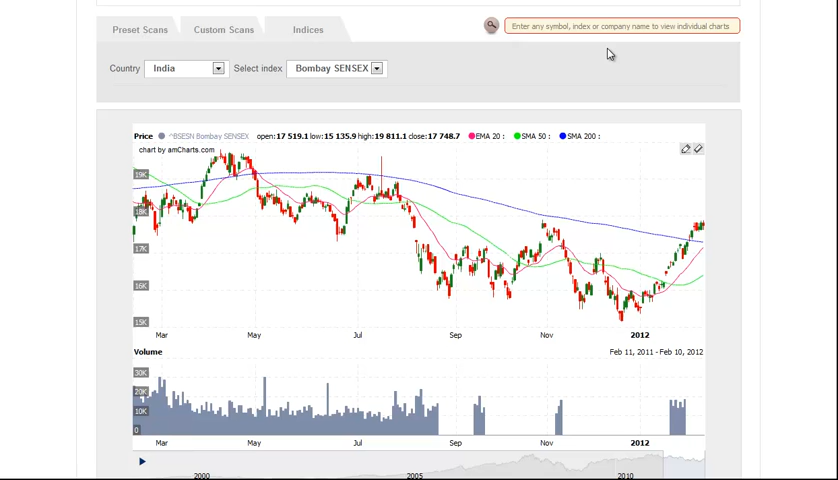 Preset Scans Custom Scans Indices Enter any symbol, index or company name to view individual charts
Country India Select index Bombay SENSEX
Price ^BSESN Bombay SENSEX open:17 519.1 low:15 135.9 high:19 811.1 close:17 748.7 EMA 20 : SMA 50 : SMA 200 :
chart by amCharts.com
19K
18K
17K
16K
15K
Mar May Jul Sep Nov 2012
Volume Feb 11, 2011 - Feb 10, 2012
30K
20K
10K
0
Mar May Jul Sep Nov 2012
2000 2005 2010